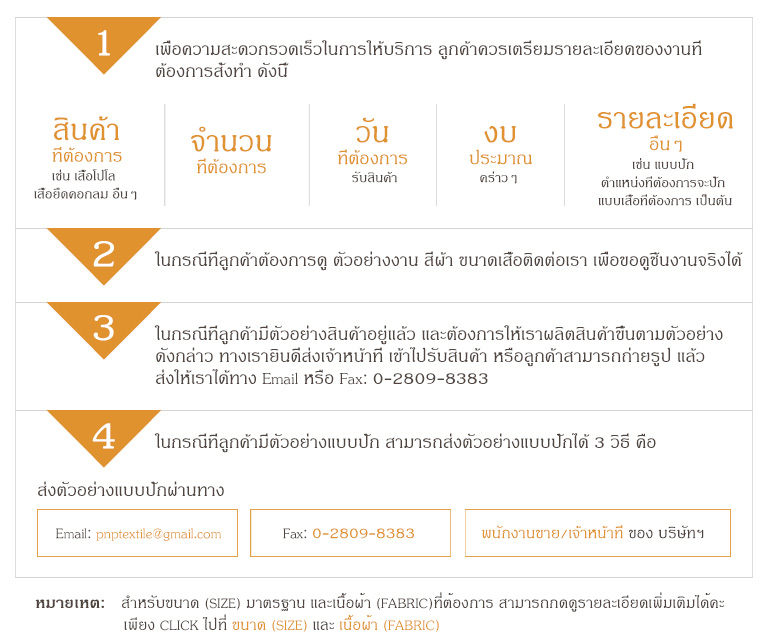 1
เพื่อความสะดวกรวดเร็วในการให้บริการ ลูกค้าควรเตรียมรายละเอียดของงานที่
ต้องการสั่งทำ ดังนี้
สินค้า
ที่ต้องการ
เช่น เสื้อโปโล
เสื้อยืดคอกลม อื่น ๆ
จำนวน
ที่ต้องการ
วัน
ที่ต้องการ
รับสินค้า
งบ
ประมาณ
คร่าว ๆ
รายละเอียด
อื่น ๆ
เช่น แบบปัก
ตำแหน่งที่ต้องการจะปัก
แบบเสื้อที่ต้องการ เป็นต้น
2
ในกรณีที่ลูกค้าต้องการดู ตัวอย่างงาน สีผ้า ขนาดเสื้อติดต่อเรา เพื่อขอดูชิ้นงานจริงได้
3
ในกรณีที่ลูกค้ามีตัวอย่างสินค้าอยู่แล้ว และต้องการให้เราผลิตสินค้าขึ้นตามตัวอย่าง
ดังกล่าว ทางเรายินดีส่งเจ้าหน้าที่ เข้าไปรับสินค้า หรือลูกค้าสามารถถ่ายรูป แล้ว
ส่งให้เราได้ทาง Email หรือ Fax: 0-2809-8383
4
ในกรณีที่ลูกค้ามีตัวอย่างแบบปัก สามารถส่งตัวอย่างแบบปักได้ 3 วิธี คือ
ส่งตัวอย่างแบบปักผ่านทาง
Email: pnptextile@gmail.com
Fax: 0-2809-8383
พนักงานขาย/เจ้าหน้าที่ ของ บริษัทฯ
หมายเหต: สำหรับขนาด (SIZE) มาตรฐาน และเนื้อผ้า (FABRIC)ที่ต้องการ สามารถกดดูรายละเอียดเพิ่มเติมได้คะ
เพียง CLICK ไปที่ ขนาด (SIZE) และ เนื้อผ้า (FABRIC)